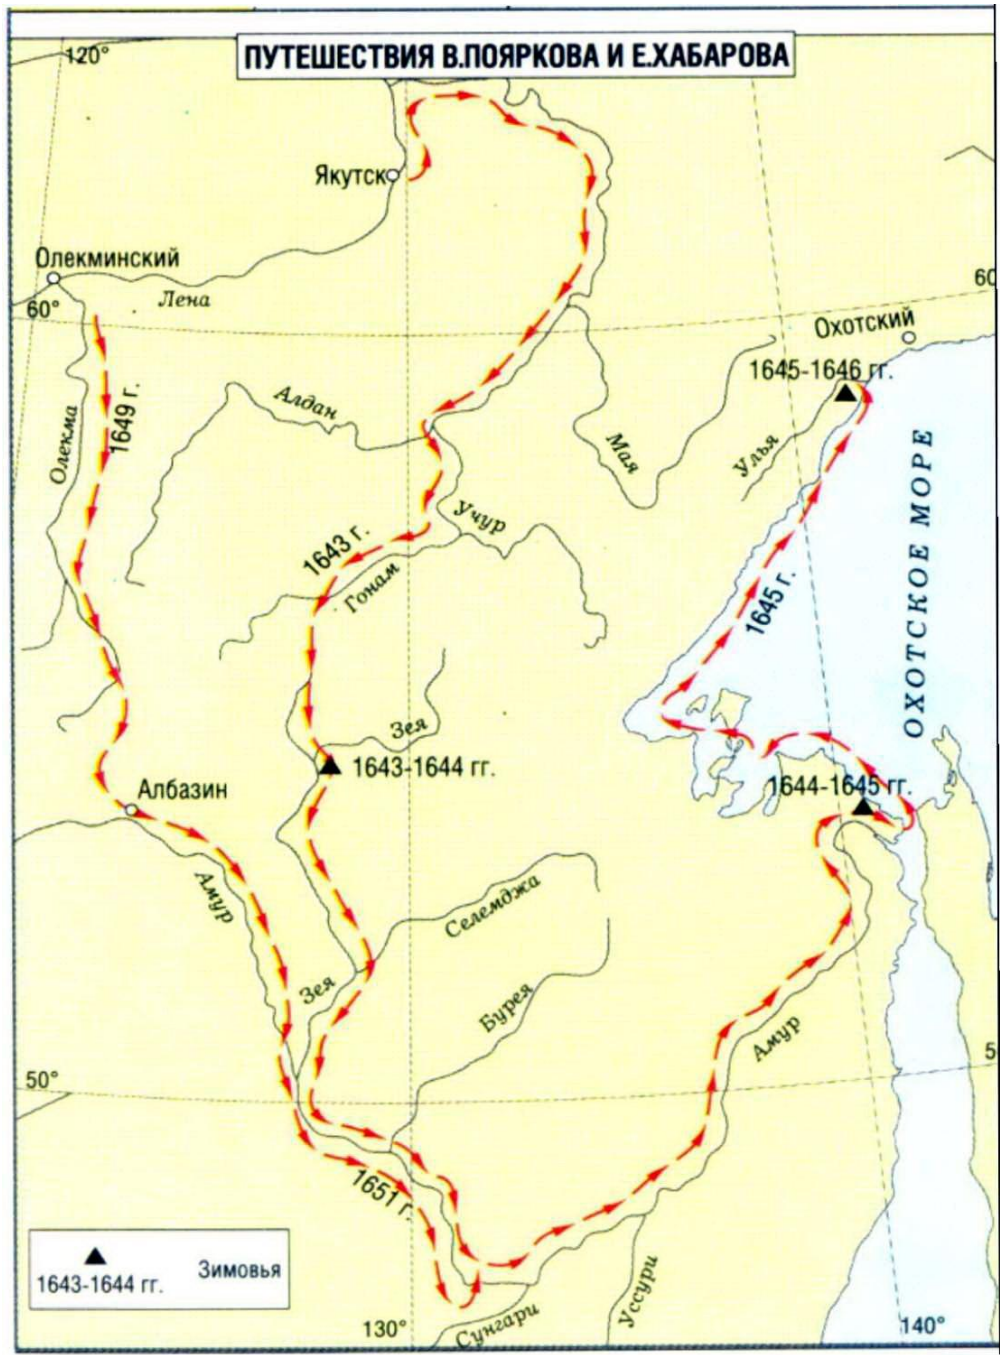 ПУТЕШЕСТВИЯ В.ПОЯРКОВА И Е.ХАБАРОВА
120°
Якутск
Олекминский
Лена
60°
60
Охотский
1645-1646 гг.
Алдан
Олекма
1649 г.
Мая
Улья
ОХОТСКОЕ МОРЕ
Учур
1643 г.
Гонам
1645 г.
Зея
1643-1644 гг.
Албазин
1644-1645 гг.
Амур
Селемджа
Зея
Бурея
Амур
50°
5
1651 г.
1643-1644 гг.
Зимовья
Уссури
Сунгари
130°
140°